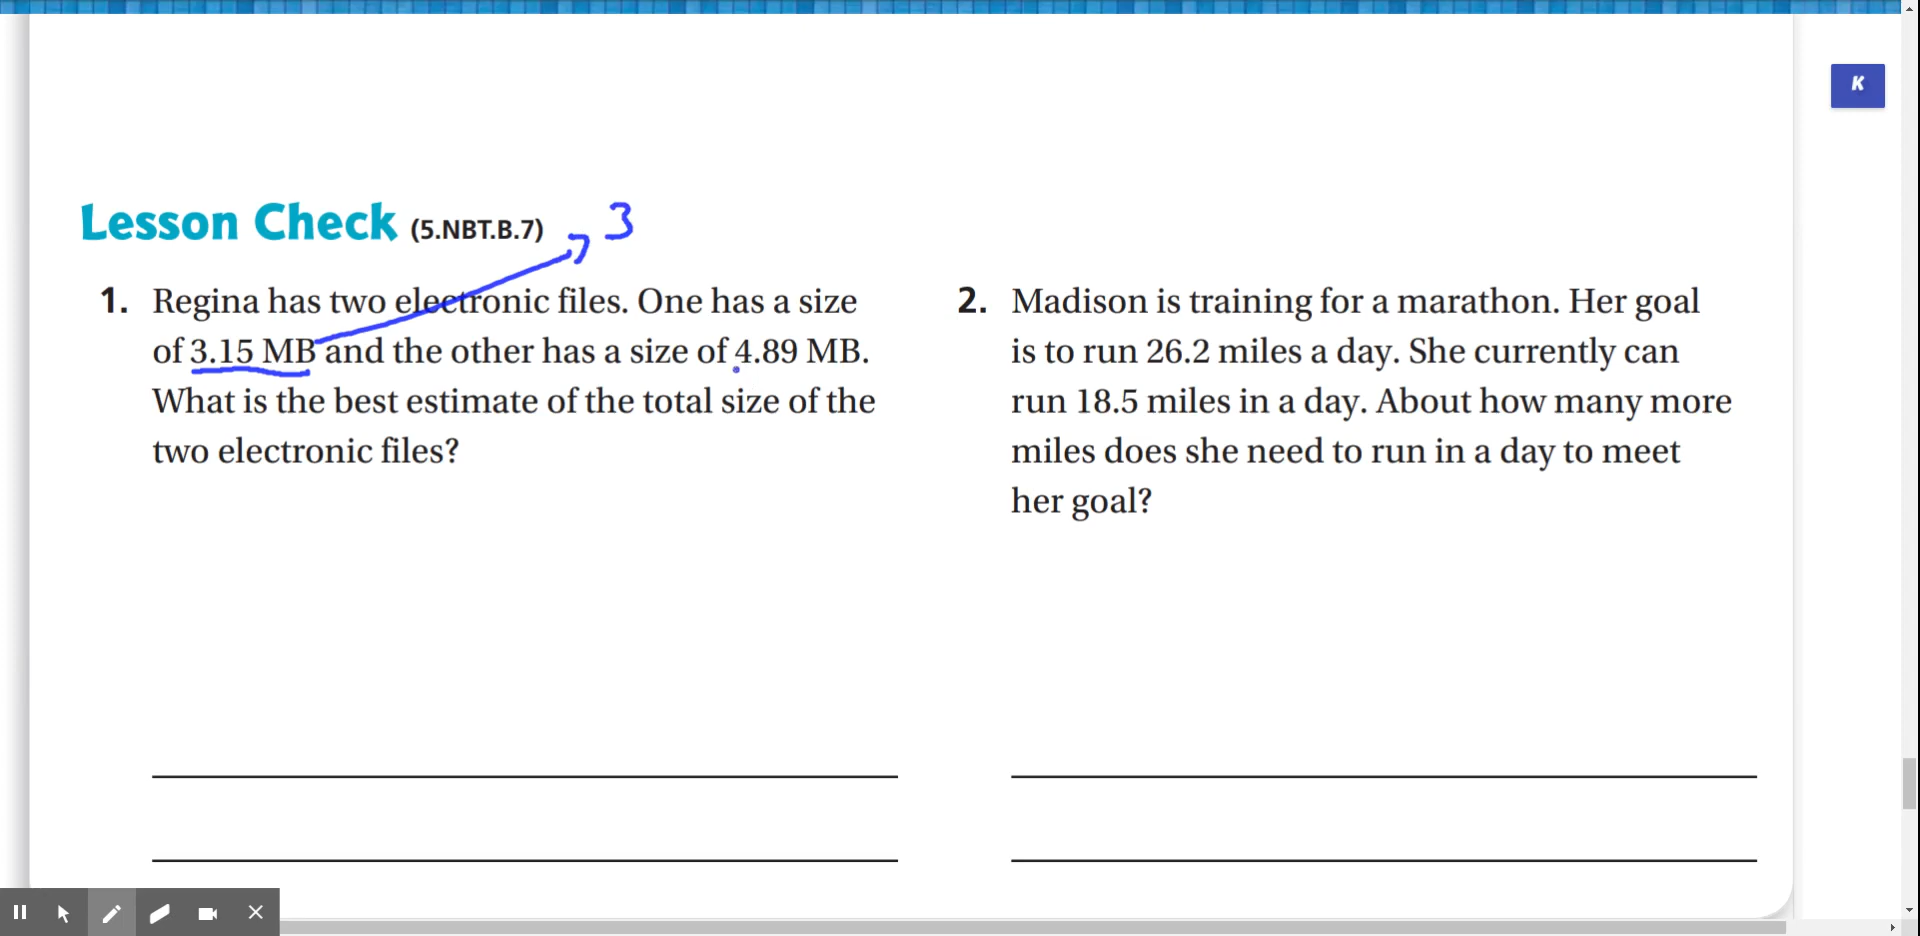 K
Lesson Check (5.NBT.B.7)
3
1. Regina has two electronic files. One has a size
of 3.15 MB and the other has a size of 4.89 MB.
What is the best estimate of the total size of the
two electronic files?
2. Madison is training for a marathon. Her goal
is to run 26.2 miles a day. She currently can
run 18.5 miles in a day. About how many more
miles does she need to run in a day to meet
her goal?